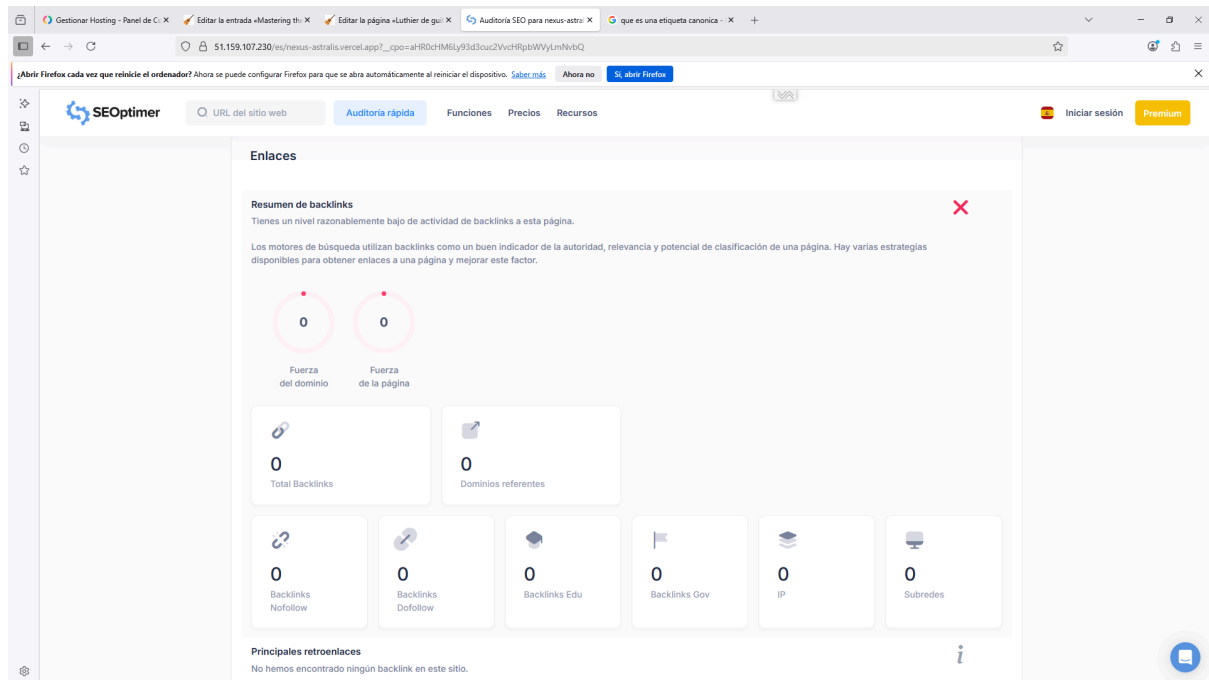 Gestionar Hosting - Panel de Co
Editar la entrada «Mastering the
Editar la página «Luthier de guit
Auditoría SEO para nexus-astral
que es una etiqueta canonica -
51.159.107.230/es/nexus-astralis.vercel.app?__cpo=aHR0cHM6Ly93d3cuc2VvcHRpbWVyLmNvbQ
¿Abrir Firefox cada vez que reinicie el ordenador? Ahora se puede configurar Firefox para que se abra automáticamente al reiniciar el dispositivo. Saber más Ahora no Sí, abrir Firefox
SEOptimer
URL del sitio web
Auditoría rápida
Funciones
Precios
Recursos
Iniciar sesión
Premium
Enlaces
Resumen de backlinks
Tienes un nivel razonablemente bajo de actividad de backlinks a esta página.
Los motores de búsqueda utilizan backlinks como un buen indicador de la autoridad, relevancia y potencial de clasificación de una página. Hay varias estrategias
disponibles para obtener enlaces a una página y mejorar este factor.
0
0
Fuerza
del dominio
Fuerza
de la página
0
Total Backlinks
0
Dominios referentes
0
Backlinks
Nofollow
0
Backlinks
Dofollow
0
Backlinks Edu
0
Backlinks Gov
0
IP
0
Subredes
Principales retroenlaces
No hemos encontrado ningún backlink en este sitio.